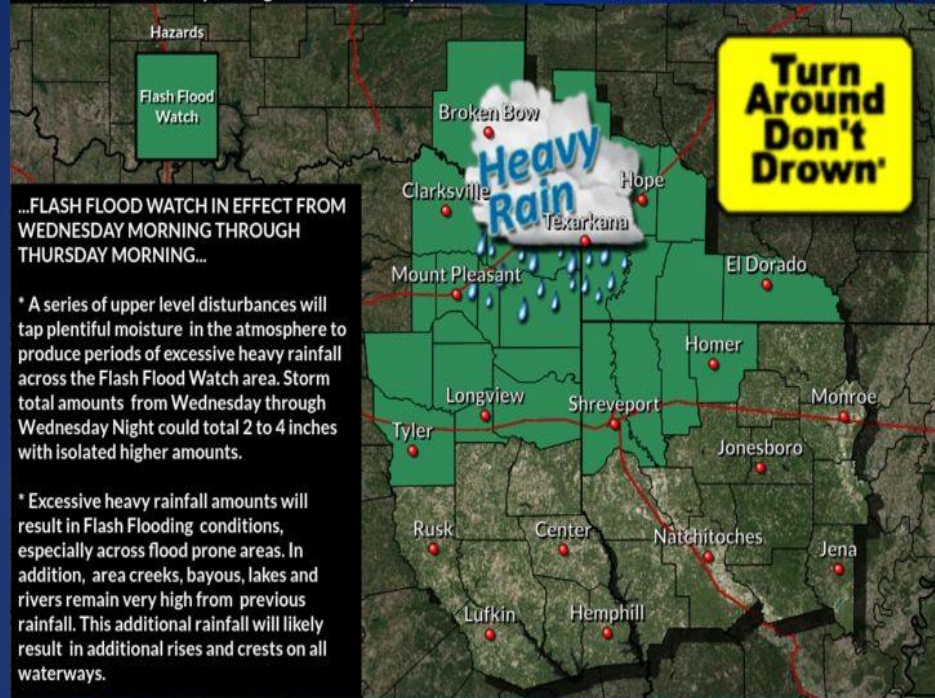 Hazards
Flash Flood
Watch
Turn
Around
Don't
Drown
Broken Bow
Heavy
Rain
Clarksville
Hope
Texarkana
Mount Pleasant
El Dorado
Homer
Longview
Shreveport
Monroe
Tyler
Jonesboro
Rusk
Center
Natchitoches
Jena
Lufkin
Hemphill
...FLASH FLOOD WATCH IN EFFECT FROM
WEDNESDAY MORNING THROUGH
THURSDAY MORNING...
* A series of upper level disturbances will
tap plentiful moisture in the atmosphere to
produce periods of excessive heavy rainfall
across the Flash Flood Watch area. Storm
total amounts from Wednesday through
Wednesday Night could total 2 to 4 inches
with isolated higher amounts.
* Excessive heavy rainfall amounts will
result in Flash Flooding conditions,
especially across flood prone areas. In
addition, area creeks, bayous, lakes and
rivers remain very high from previous
rainfall. This additional rainfall will likely
result in additional rises and crests on all
waterways.